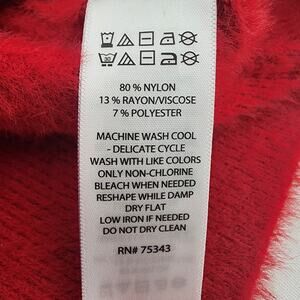 80 % NYLON
13 % RAYON/VISCOSE
7 % POLYESTER
MACHINE WASH COOL
- DELICATE CYCLE
WASH WITH LIKE COLORS
ONLY NON-CHLORINE
BLEACH WHEN NEEDED
RESHAPE WHILE DAMP
DRY FLAT
LOW IRON IF NEEDED
DO NOT DRY CLEAN
RN# 75343